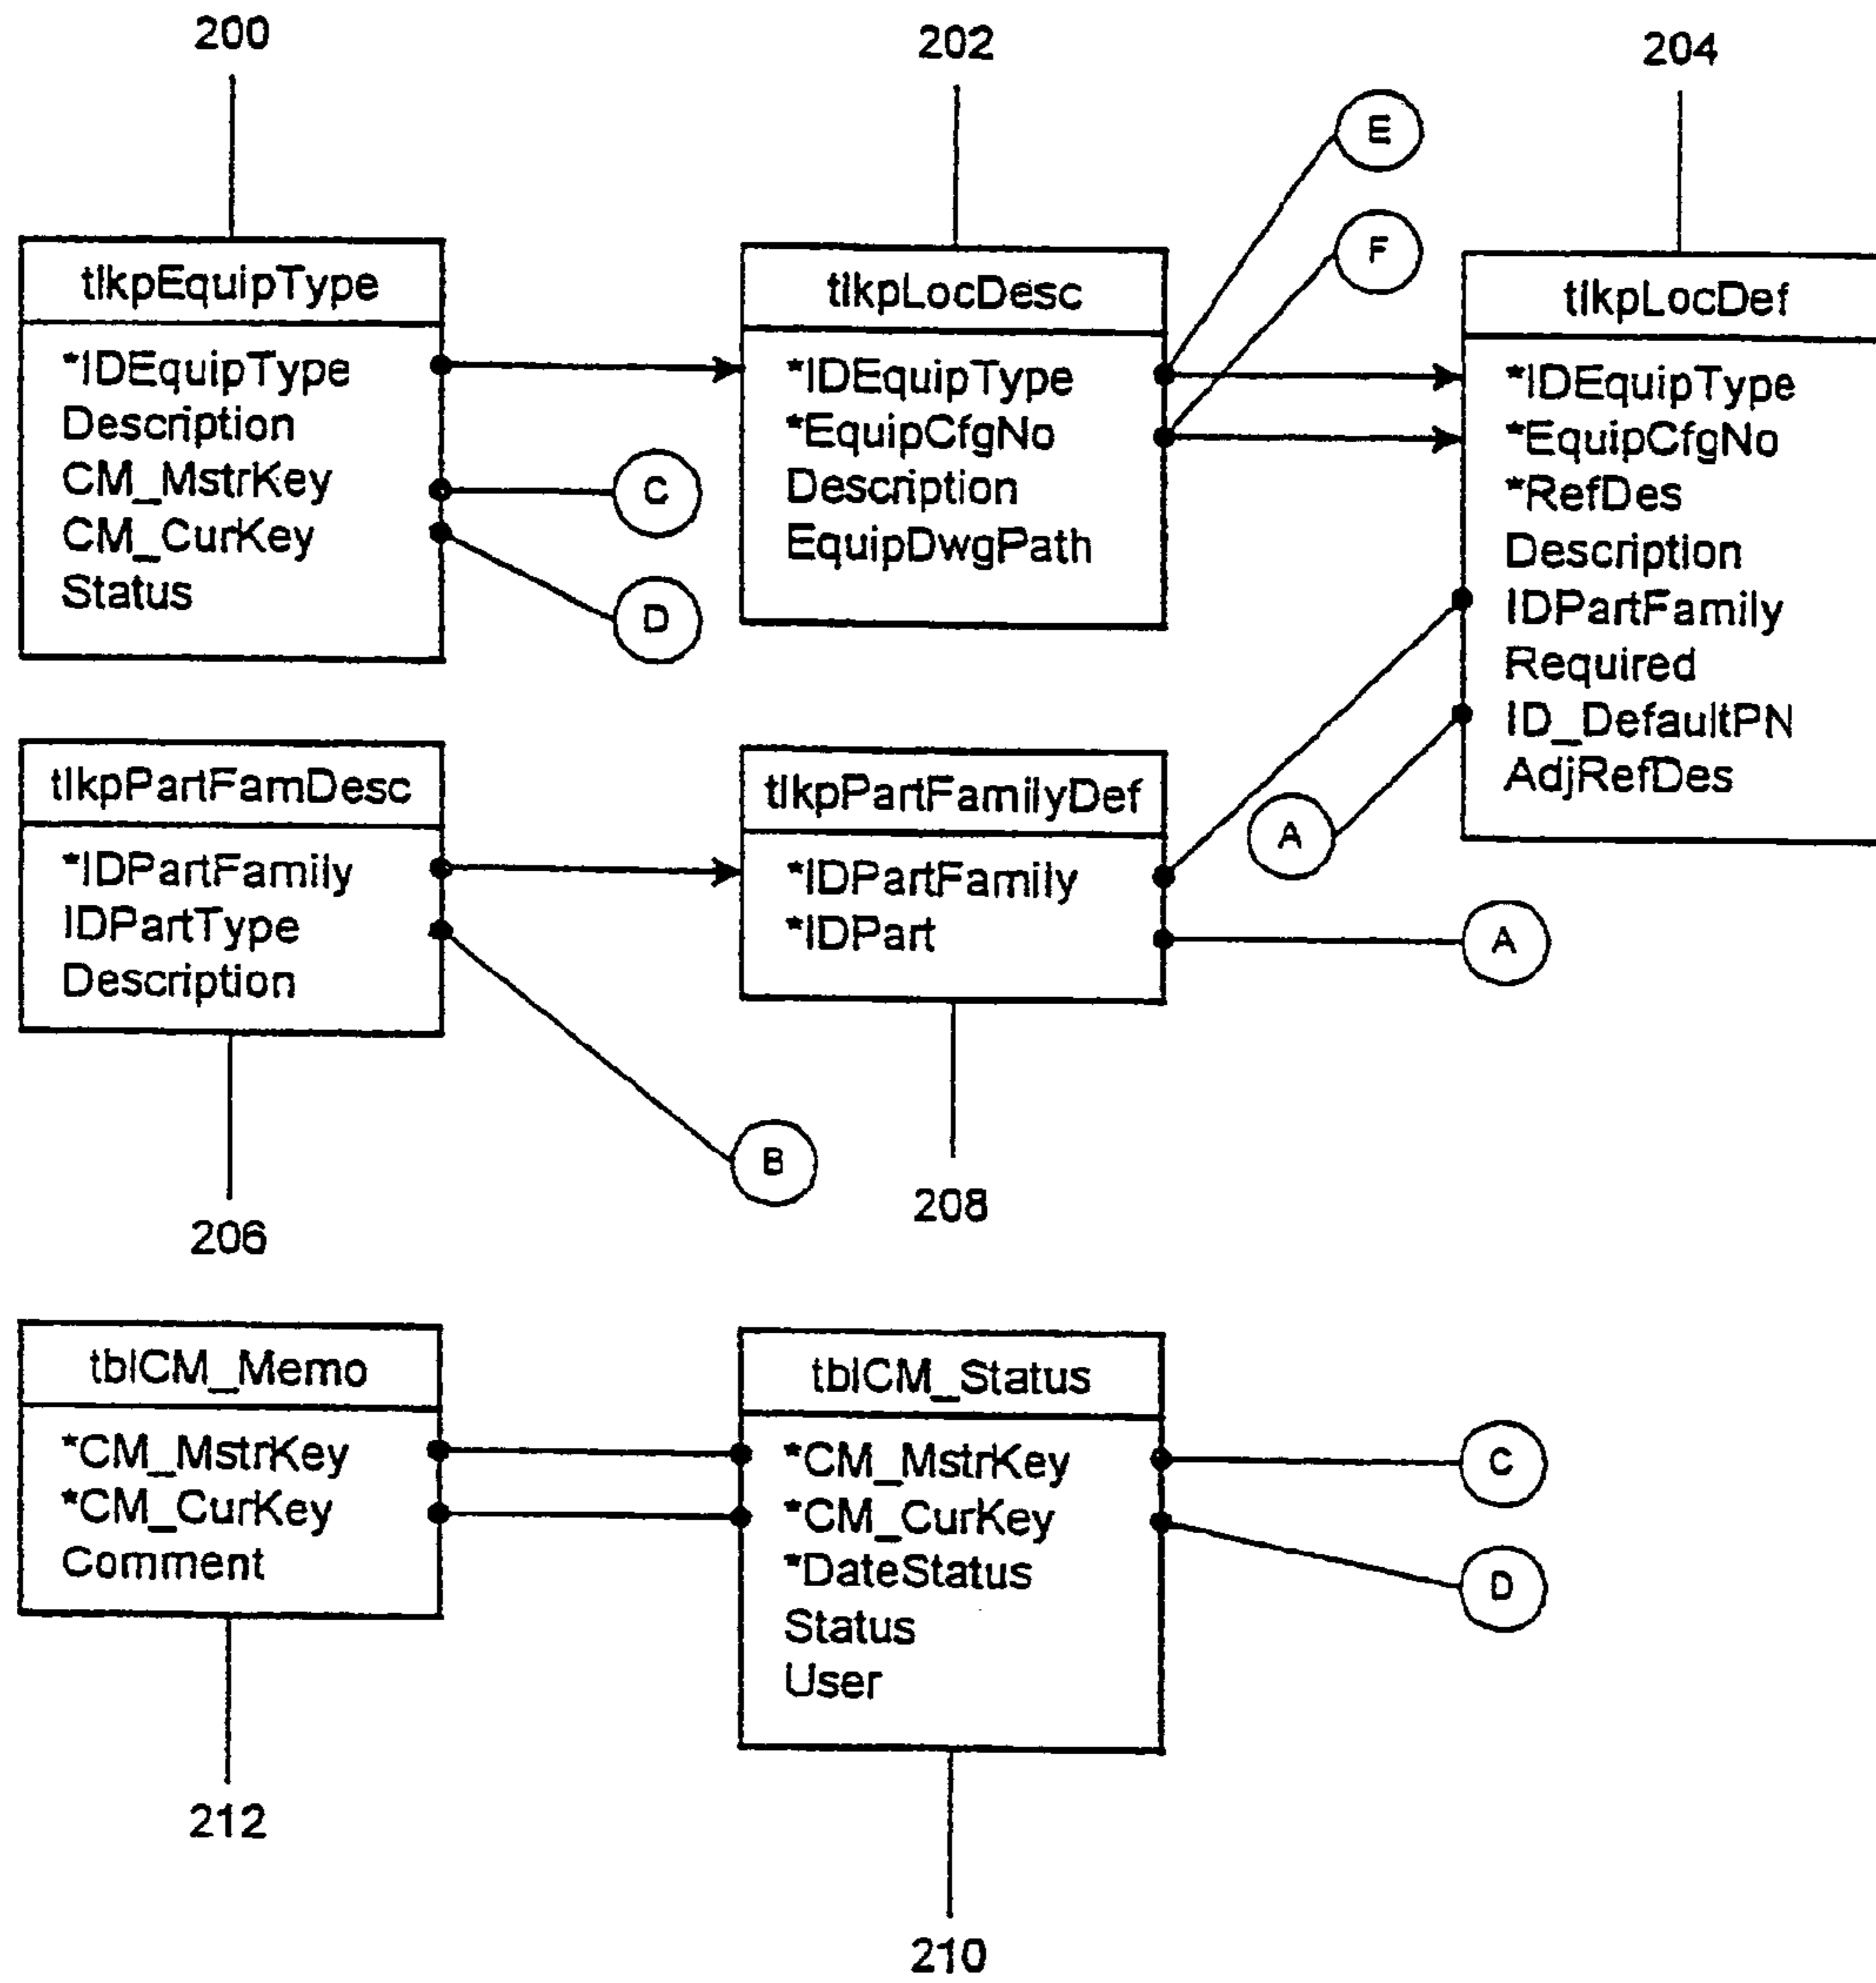 200
202
204
E
F
tlkpEquipType
*IDEquipType
Description
CM_MstrKey
CM_CurKey
Status
C
D
tlkpLocDesc
*IDEquipType
*EquipCfgNo
Description
EquipDwgPath
tlkpLocDef
*IDEquipType
*EquipCfgNo
*RefDes
Description
IDPartFamily
Required
ID_DefaultPN
AdjRefDes
tlkpPartFamDesc
*IDPartFamily
IDPartType
Description
tlkpPartFamilyDef
*IDPartFamily
*IDPart
A
A
B
206
208
tblCM_Memo
*CM_MstrKey
*CM_CurKey
Comment
tblCM_Status
*CM_MstrKey
*CM_CurKey
*DateStatus
Status
User
C
D
212
210